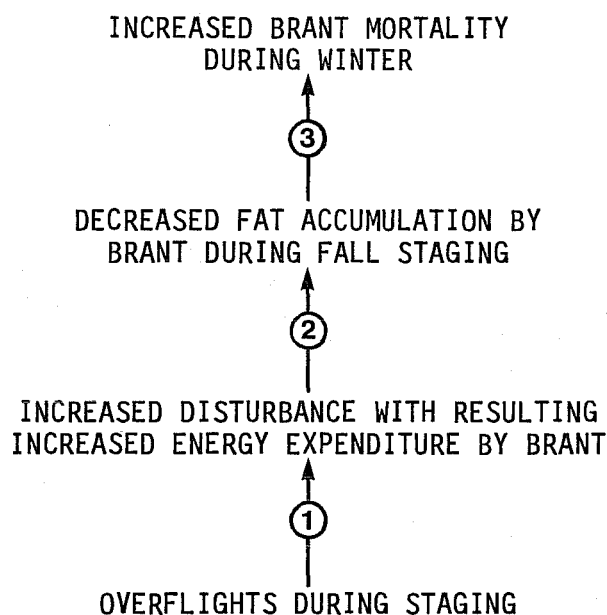 INCREASED BRANT MORTALITY
DURING WINTER
3
DECREASED FAT ACCUMULATION BY
BRANT DURING FALL STAGING
2
INCREASED DISTURBANCE WITH RESULTING
INCREASED ENERGY EXPENDITURE BY BRANT
1
OVERFLIGHTS DURING STAGING